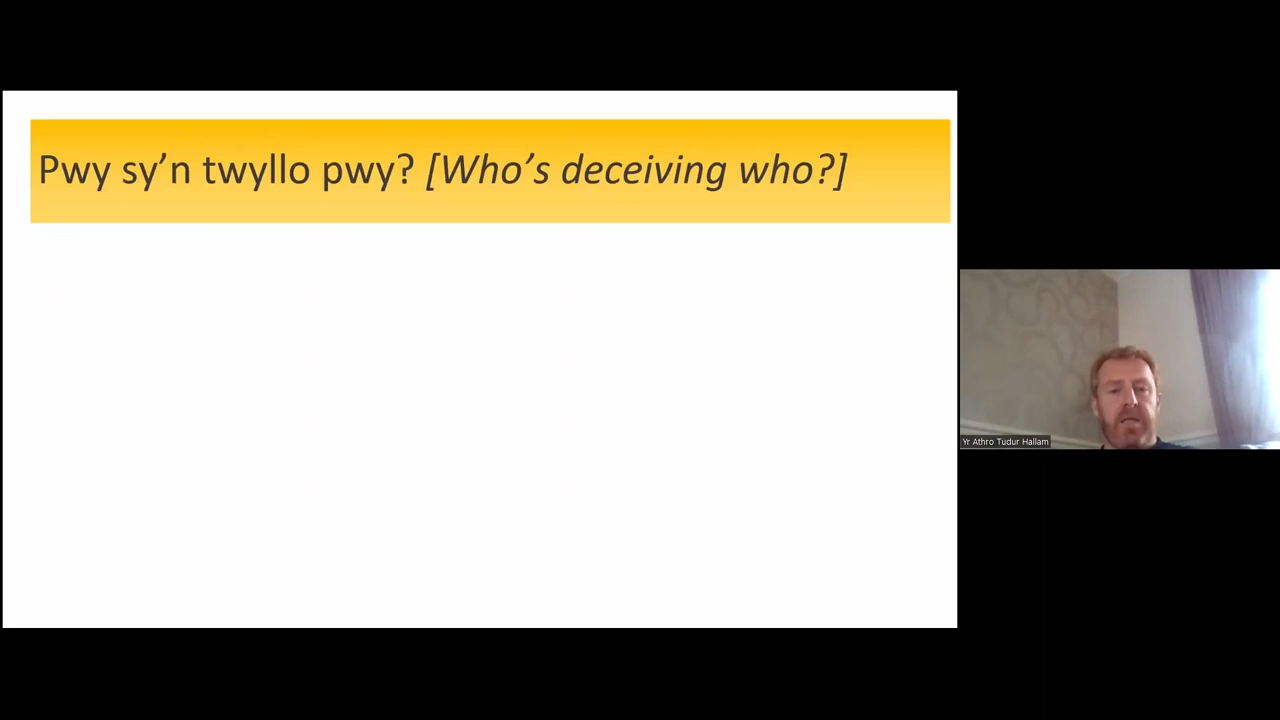 Pwy sy’n twyllo pwy? [Who’s deceiving who?]
Yr Athro Tudur Hallam